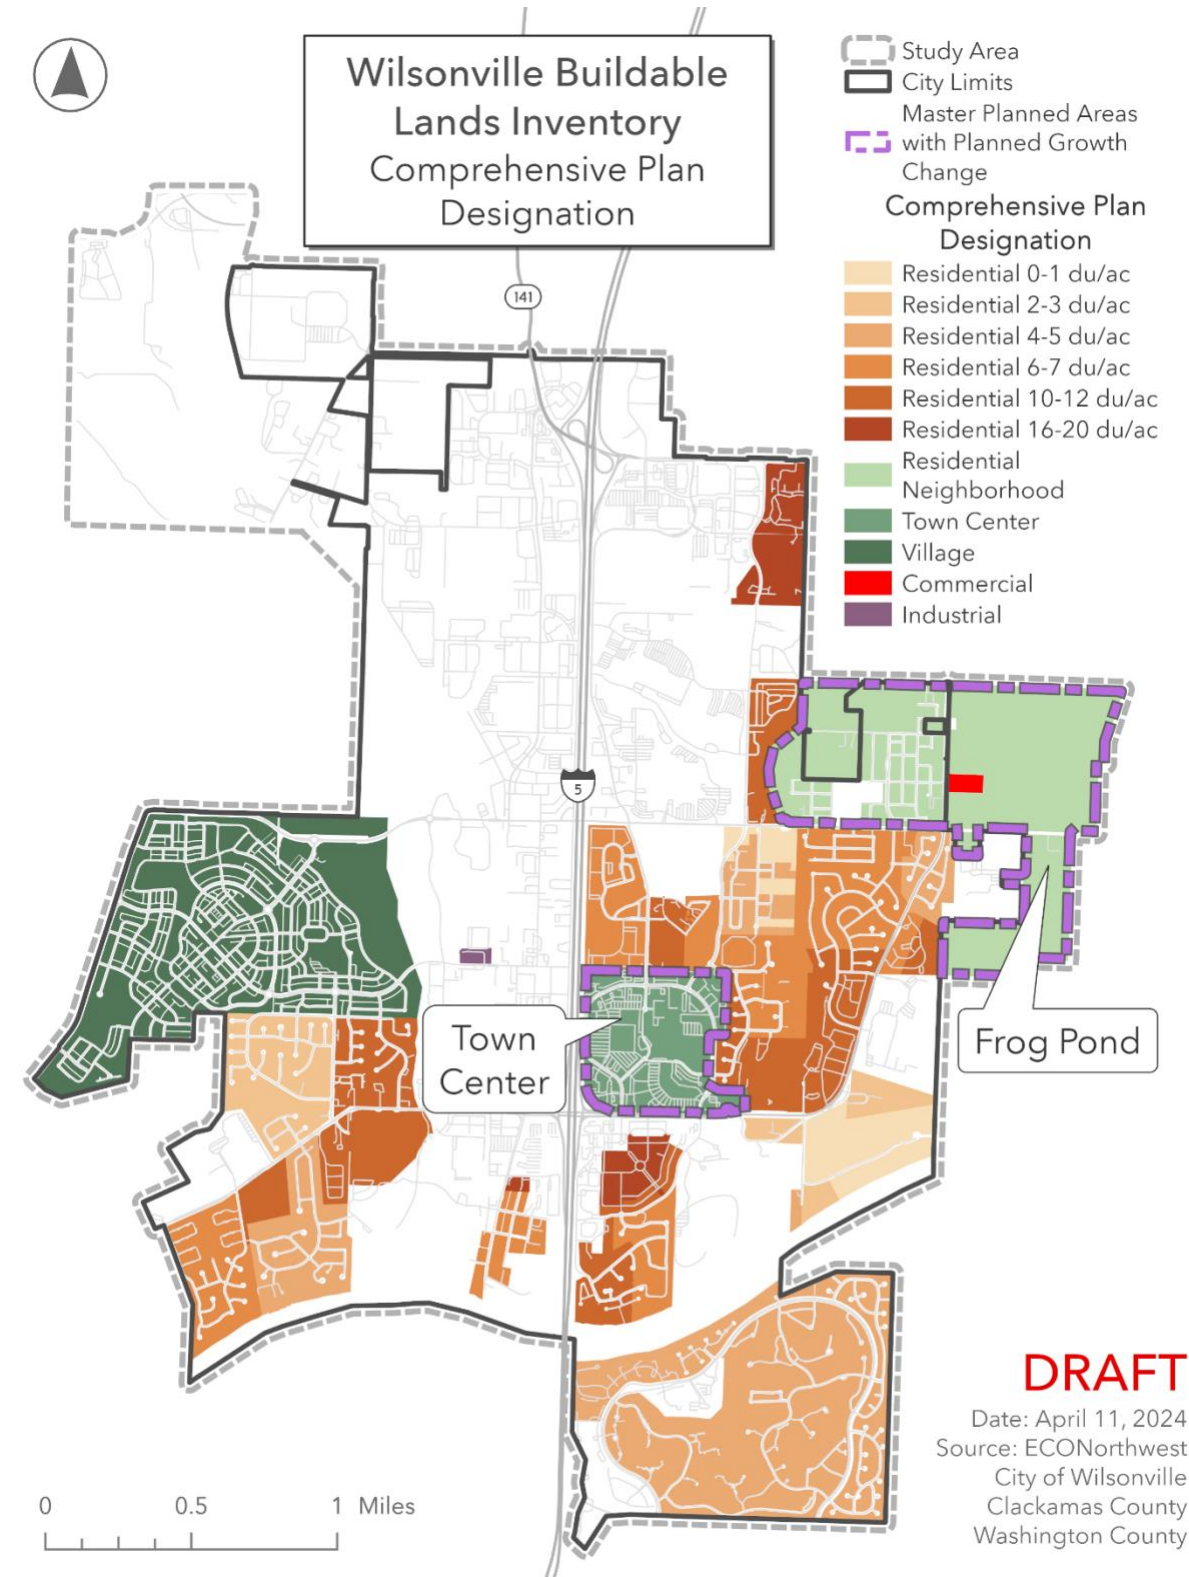 Wilsonville Buildable
Lands Inventory
Comprehensive Plan
Designation
Study Area
City Limits
Master Planned Areas
with Planned Growth
Change
Comprehensive Plan
Designation
Residential 0-1 du/ac
Residential 2-3 du/ac
Residential 4-5 du/ac
Residential 6-7 du/ac
Residential 10-12 du/ac
Residential 16-20 du/ac
Residential
Neighborhood
Town Center
Village
Commercial
Industrial
141
5
Town
Center
Frog Pond
DRAFT
Date: April 11, 2024
Source: ECONorthwest
City of Wilsonville
Clackamas County
Washington County
0 0.5 1 Miles